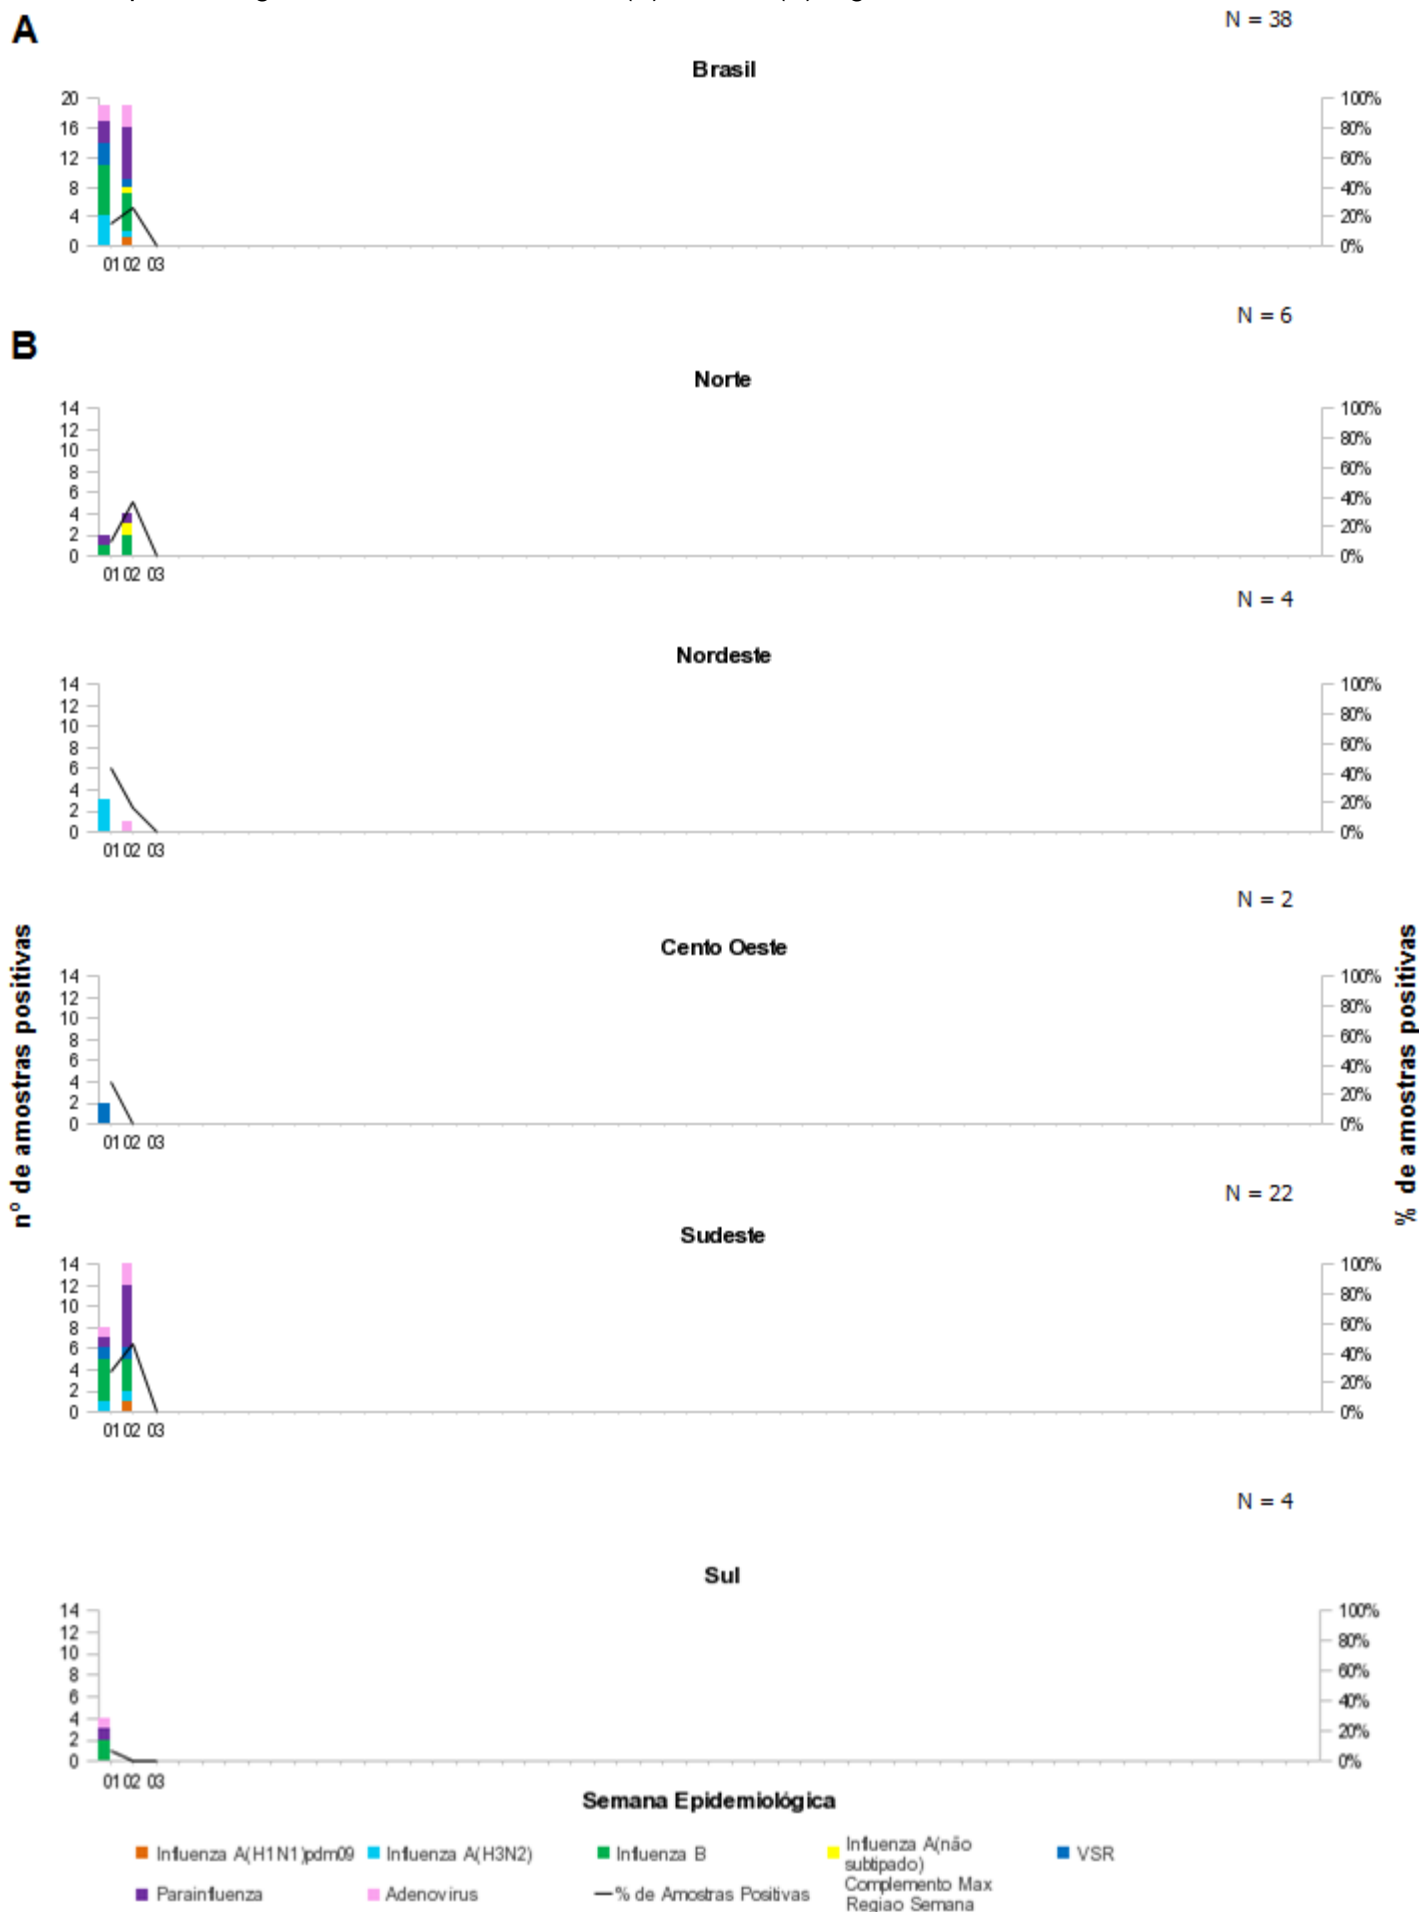 A
N = 38
Brasil
20
16
12
8
4
0
100%
80%
60%
40%
20%
0%
01 02 03
N = 6
B
Norte
14
12
10
8
6
4
2
0
100%
80%
60%
40%
20%
0%
01 02 03
N = 4
Nordeste
14
12
10
8
6
4
2
0
100%
80%
60%
40%
20%
0%
01 02 03
N = 2
Cento Oeste
14
12
10
8
6
4
2
0
100%
80%
60%
40%
20%
0%
01 02 03
nº de amostras positivas
% de amostras positivas
N = 22
Sudeste
14
12
10
8
6
4
2
0
100%
80%
60%
40%
20%
0%
01 02 03
N = 4
Sul
14
12
10
8
6
4
2
0
100%
80%
60%
40%
20%
0%
01 02 03
Semana Epidemiológica
Influenza A(H1N1)pdm09
Influenza A(H3N2)
Influenza B
Influenza A(não
subtipado)
VSR
Parainfluenza
Adenovirus
% de Amostras Positivas
Complemento Max
Regiao Semana